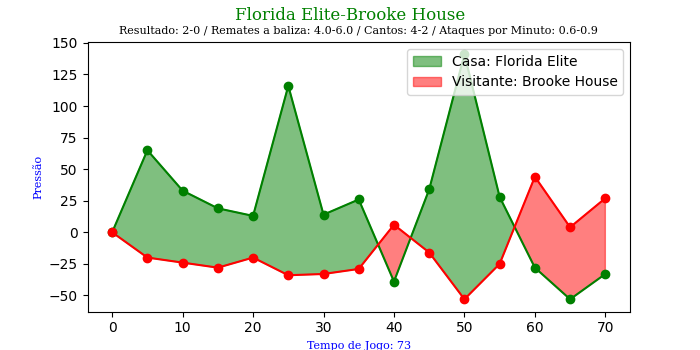 Florida Elite-Brooke House
Resultado: 2-0 / Remates a baliza: 4.0-6.0 / Cantos: 4-2 / Ataques por Minuto: 0.6-0.9
150
125
100
75
50
25
0
−25
−50
Pressão
Casa: Florida Elite
Visitante: Brooke House
0 10 20 30 40 50 60 70
Tempo de Jogo: 73